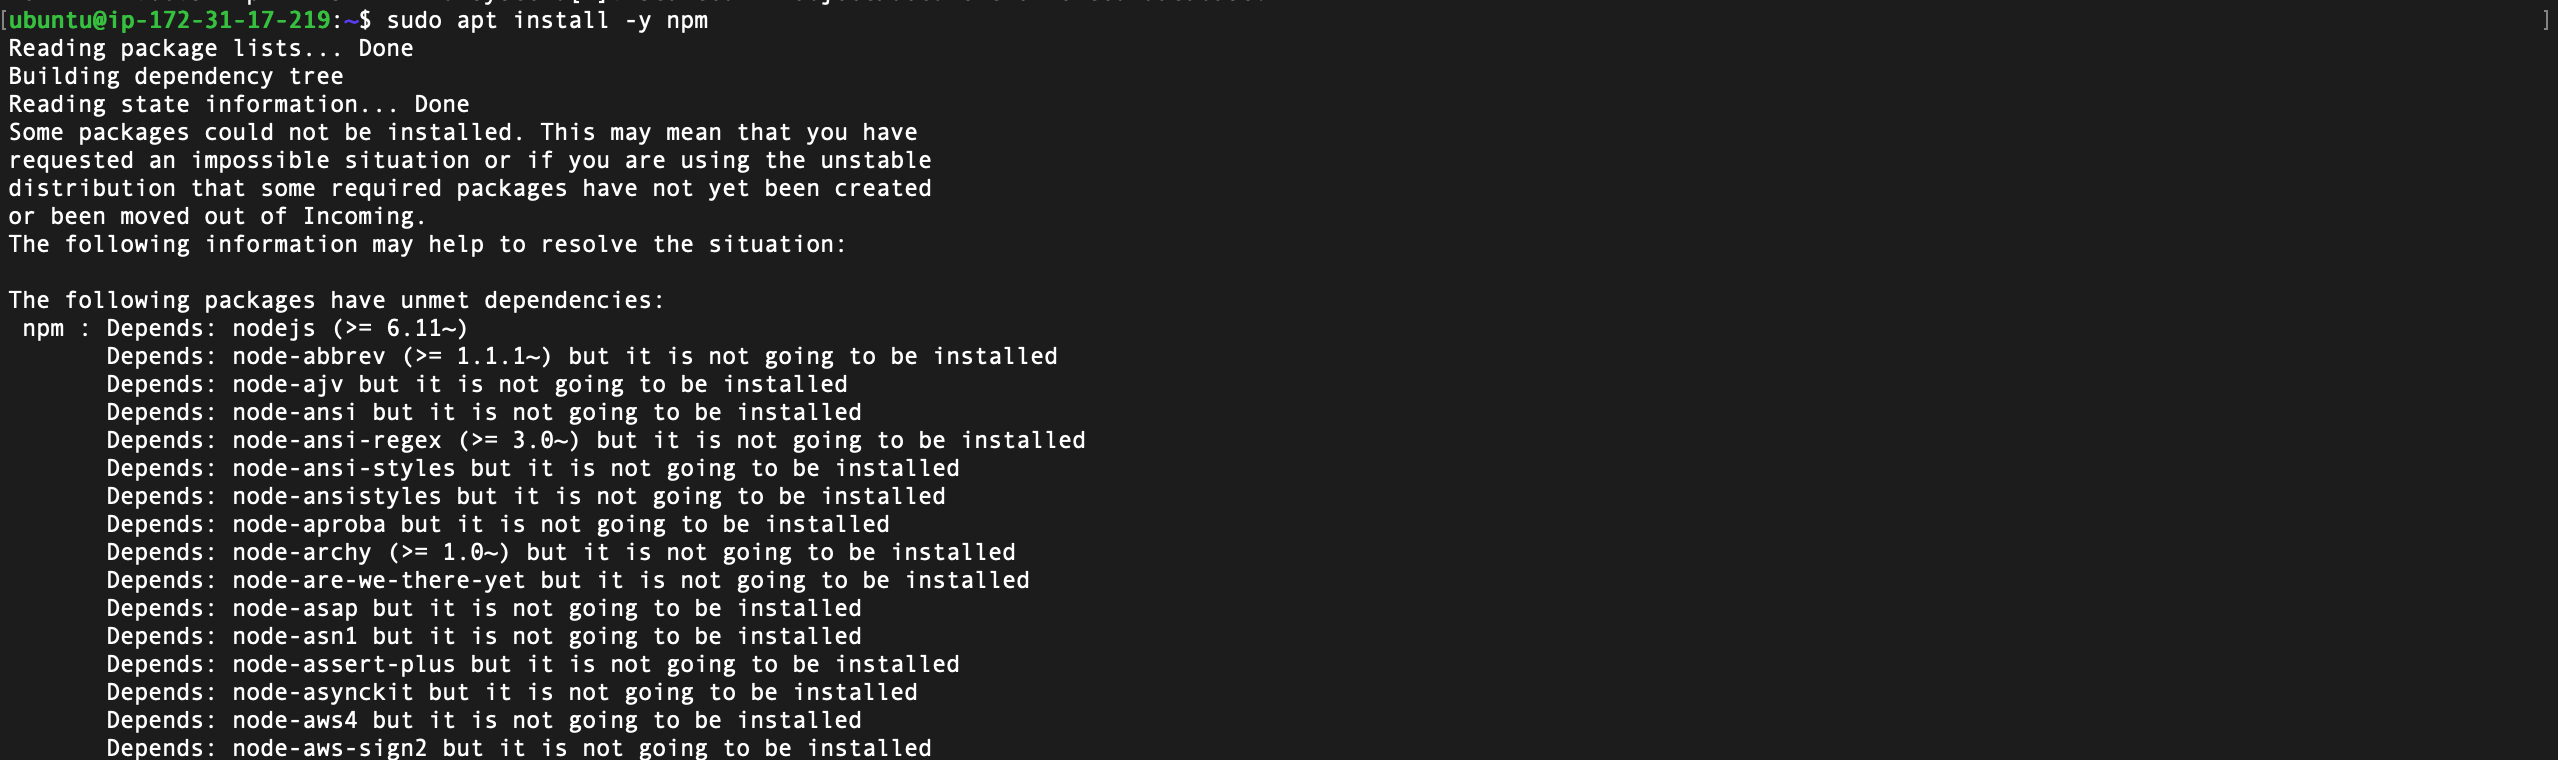 [ubuntu@ip-172-31-17-219:~$ sudo apt install -y npm ]
Reading package lists... Done
Building dependency tree
Reading state information... Done
Some packages could not be installed. This may mean that you have
requested an impossible situation or if you are using the unstable
distribution that some required packages have not yet been created
or been moved out of Incoming.
The following information may help to resolve the situation:

The following packages have unmet dependencies:
 npm : Depends: nodejs (>= 6.11~)
       Depends: node-abbrev (>= 1.1.1~) but it is not going to be installed
       Depends: node-ajv but it is not going to be installed
       Depends: node-ansi but it is not going to be installed
       Depends: node-ansi-regex (>= 3.0~) but it is not going to be installed
       Depends: node-ansi-styles but it is not going to be installed
       Depends: node-ansistyles but it is not going to be installed
       Depends: node-aproba but it is not going to be installed
       Depends: node-archy (>= 1.0~) but it is not going to be installed
       Depends: node-are-we-there-yet but it is not going to be installed
       Depends: node-asap but it is not going to be installed
       Depends: node-asn1 but it is not going to be installed
       Depends: node-assert-plus but it is not going to be installed
       Depends: node-asynckit but it is not going to be installed
       Depends: node-aws4 but it is not going to be installed
       Depends: node-aws-sign2 but it is not going to be installed